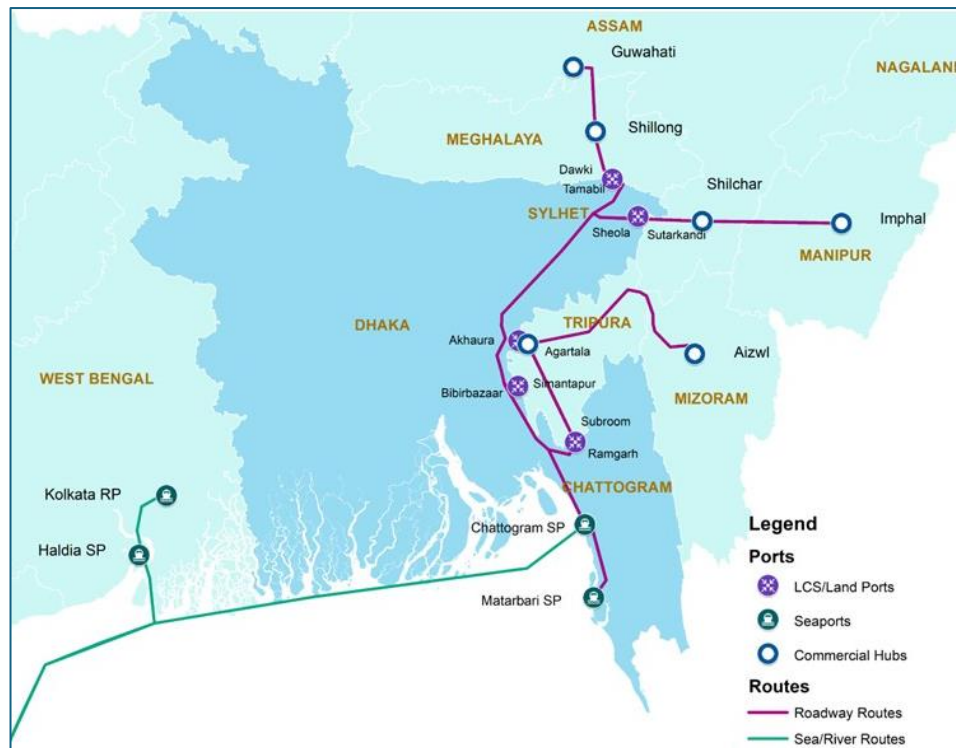 ASSAM
Guwahati
NAGALAN
MEGHALAYA
Shillong
Dawki
Tamabil
Shilchar
SYLHET
Sheola
Sutarkandi
Imphal
MANIPUR
DHAKA
TRIPURA
Akhaura
Agartala
Aizwl
WEST BENGAL
Bibirbazaar
Simantapur
MIZORAM
Subroom
Ramgarh
CHATTOGRAM
Kolkata RP
Chattogram SP
Haldia SP
Matarbari SP
Legend
Ports
LCS/Land Ports
Seaports
Commercial Hubs
Routes
Roadway Routes
Sea/River Routes